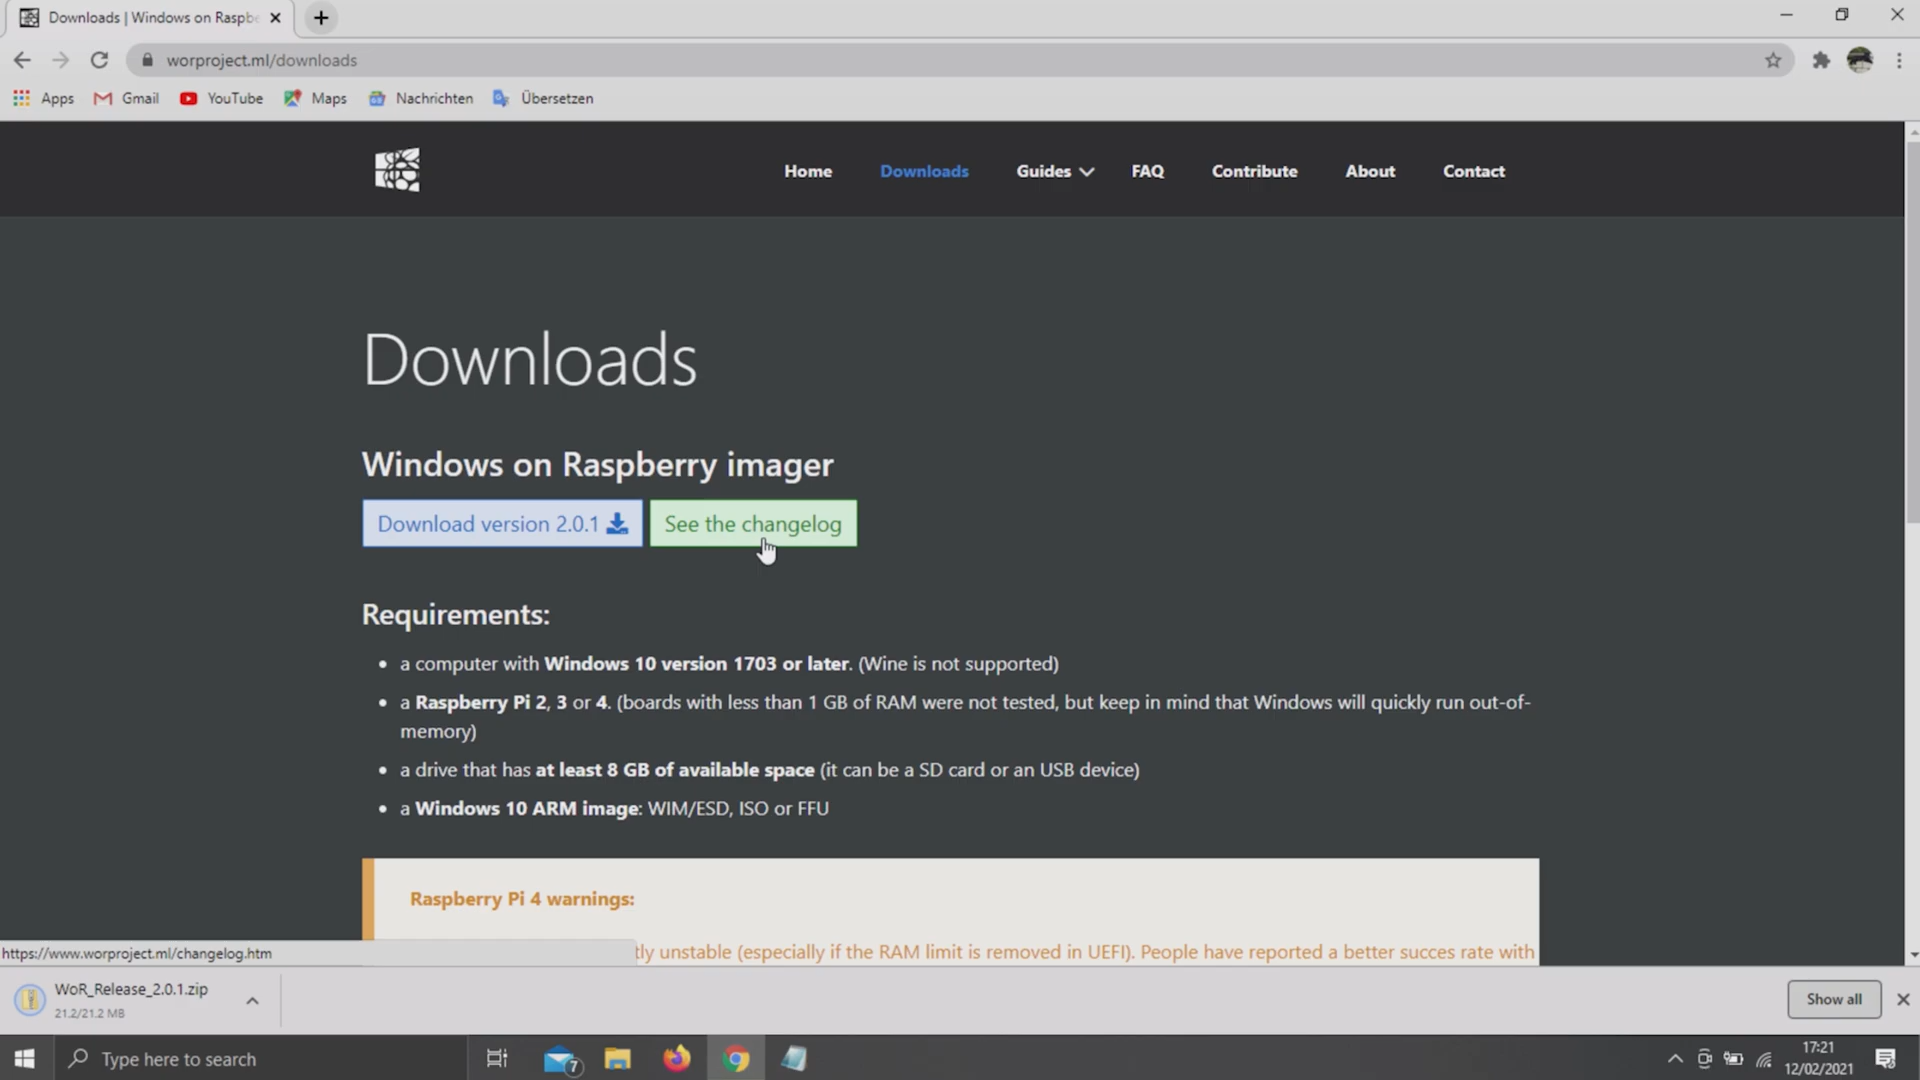 Downloads | Windows on Raspb
worproject.ml/downloads
Apps Gmail YouTube Maps Nachrichten Übersetzen
Home Downloads Guides FAQ Contribute About Contact
Downloads
Windows on Raspberry imager
Download version 2.0.1 See the changelog
Requirements:
• a computer with Windows 10 version 1703 or later. (Wine is not supported)
• a Raspberry Pi 2, 3 or 4. (boards with less than 1 GB of RAM were not tested, but keep in mind that Windows will quickly run out-of-
memory)
• a drive that has at least 8 GB of available space (it can be a SD card or an USB device)
• a Windows 10 ARM image: WIM/ESD, ISO or FFU
Raspberry Pi 4 warnings:
tly unstable (especially if the RAM limit is removed in UEFI). People have reported a better succes rate with
https://www.worproject.ml/changelog.htm
WoR_Release_2.0.1.zip
21.2/21.2 MB
Show all
Type here to search
7
17:21
12/02/2021